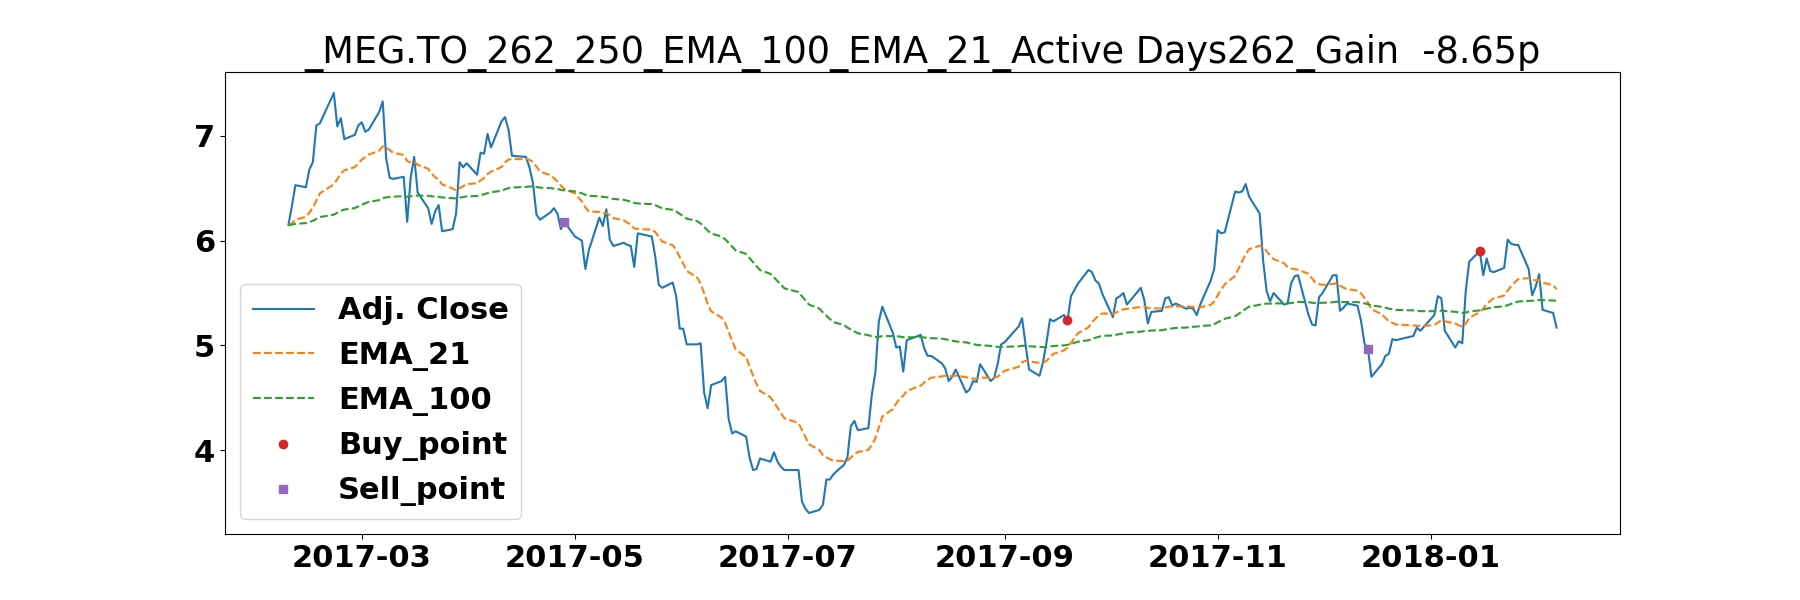 _MEG.TO_262_250_EMA_100_EMA_21_Active Days262_Gain  -8.65p
7
6
5
4
Adj. Close
EMA_21
EMA_100
Buy_point
Sell_point
2017-03 2017-05 2017-07 2017-09 2017-11 2018-01